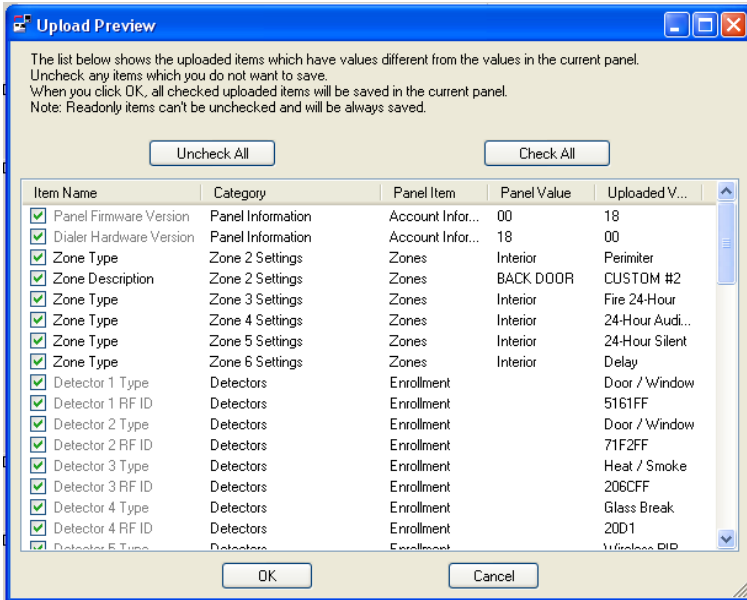 Upload Preview
The list below shows the uploaded items which have values different from the values in the current panel.
Uncheck any items which you do not want to save.
When you click OK, all checked uploaded items will be saved in the current panel.
Note: Readonly items can't be unchecked and will be always saved.
Uncheck All Check All
Item Name Category Panel Item Panel Value Uploaded V...
Panel Firmware Version Panel Information Account Infor... 00 18
Dialer Hardware Version Panel Information Account Infor... 18 00
Zone Type Zone 2 Settings Zones Interior Perimiter
Zone Description Zone 2 Settings Zones BACK DOOR CUSTOM #2
Zone Type Zone 3 Settings Zones Interior Fire 24-Hour
Zone Type Zone 4 Settings Zones Interior 24-Hour Audi...
Zone Type Zone 5 Settings Zones Interior 24-Hour Silent
Zone Type Zone 6 Settings Zones Interior Delay
Detector 1 Type Detectors Enrollment Door / Window
Detector 1 RF ID Detectors Enrollment 5161FF
Detector 2 Type Detectors Enrollment Door / Window
Detector 2 RF ID Detectors Enrollment 71F2FF
Detector 3 Type Detectors Enrollment Heat / Smoke
Detector 3 RF ID Detectors Enrollment 206CFF
Detector 4 Type Detectors Enrollment Glass Break
Detector 4 RF ID Detectors Enrollment 20D1
Detector 5 Type Detectors Enrollment Wireless PIR
OK Cancel